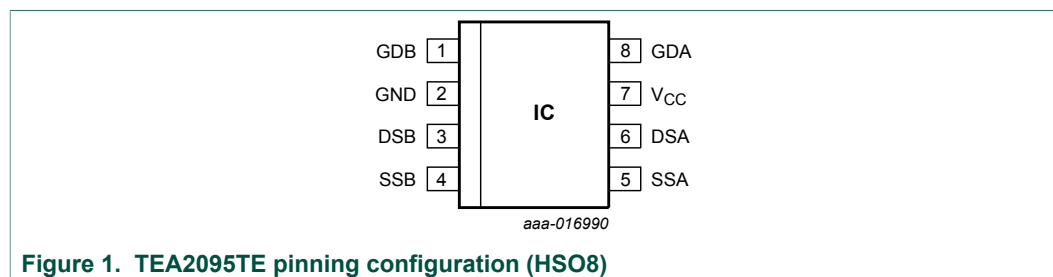 GDB 1 8 GDA
GND 2 7 VCC
IC
DSB 3 6 DSA
SSB 4 5 SSA
aaa-016990
Figure 1. TEA2095TE pinning configuration (HSO8)